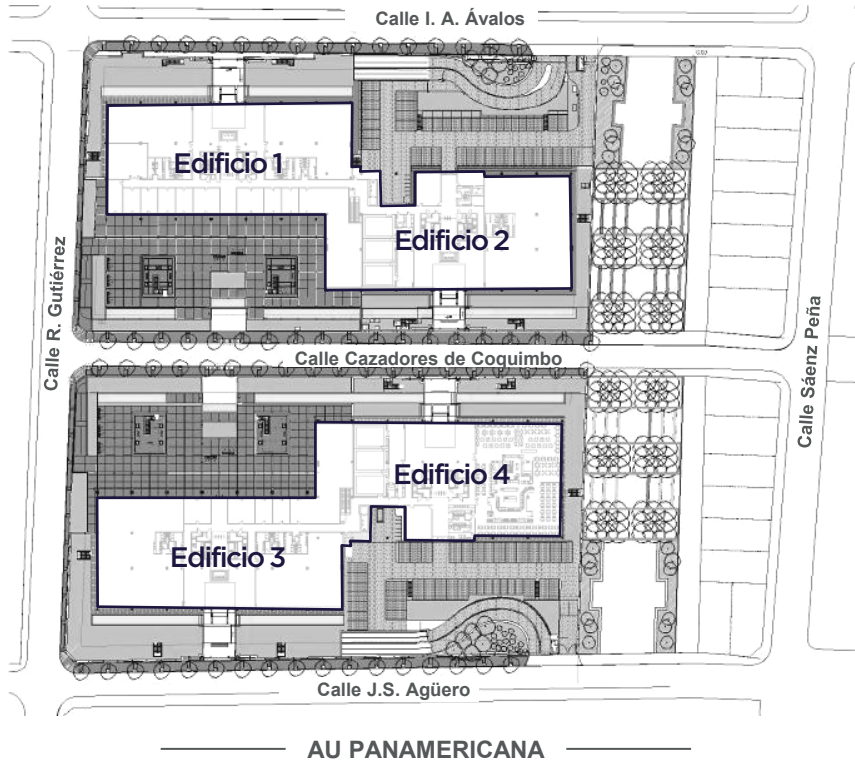 Calle I. A. Ávalos
Edificio 1
Edificio 2
Calle R. Gutiérrez
Calle Cazadores de Coquimbo
Calle Sáenz Peña
Edificio 4
Edificio 3
Calle J.S. Agüero
AU PANAMERICANA